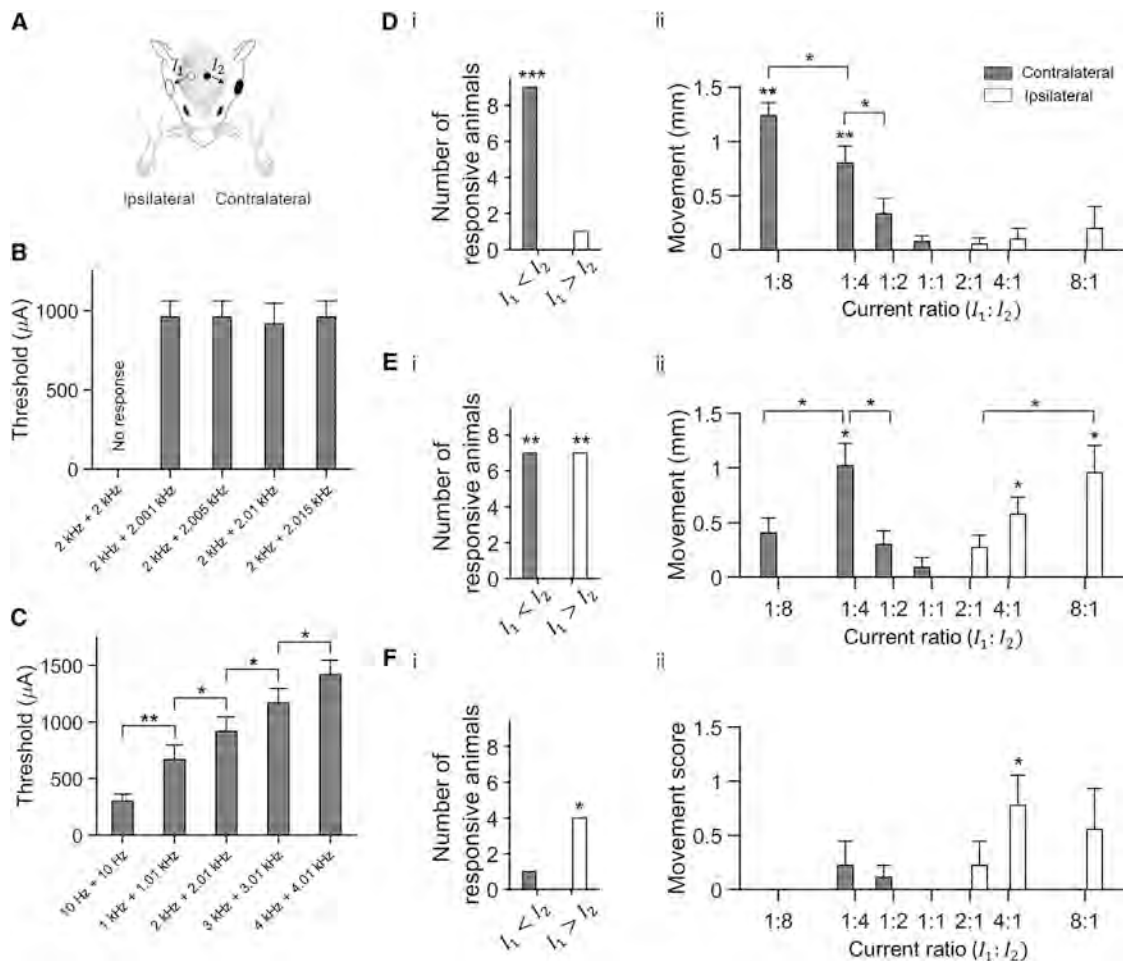 A
I₁
I₂
Ipsilateral
Contralateral
B
Threshold (μA)
1000
500
0
No response
2 kHz + 2 kHz
2 kHz + 2.001 kHz
2 kHz + 2.005 kHz
2 kHz + 2.01 kHz
2 kHz + 2.015 kHz
C
Threshold (μA)
1500
1000
500
0
**
*
*
*
10 Hz + 10 Hz
1 kHz + 1.01 kHz
2 kHz + 2.01 kHz
3 kHz + 3.01 kHz
4 kHz + 4.01 kHz
D
i
Number of
responsive animals
8
6
4
2
0
***
I₁ < I₂
I₁ > I₂
ii
Movement (mm)
1.5
1
0.5
0
**
*
**
*
Contralateral
Ipsilateral
1:8 1:4 1:2 1:1 2:1 4:1 8:1
Current ratio (I₁: I₂)
E
i
Number of
responsive animals
8
6
4
2
0
**
**
I₁ < I₂
I₁ > I₂
ii
Movement (mm)
1.5
1
0.5
0
*
*
*
*
*
*
1:8 1:4 1:2 1:1 2:1 4:1 8:1
Current ratio (I₁: I₂)
F
i
Number of
responsive animals
8
6
4
2
0
*
I₁ < I₂
I₁ > I₂
ii
Movement score
1.5
1
0.5
0
*
1:8 1:4 1:2 1:1 2:1 4:1 8:1
Current ratio (I₁: I₂)